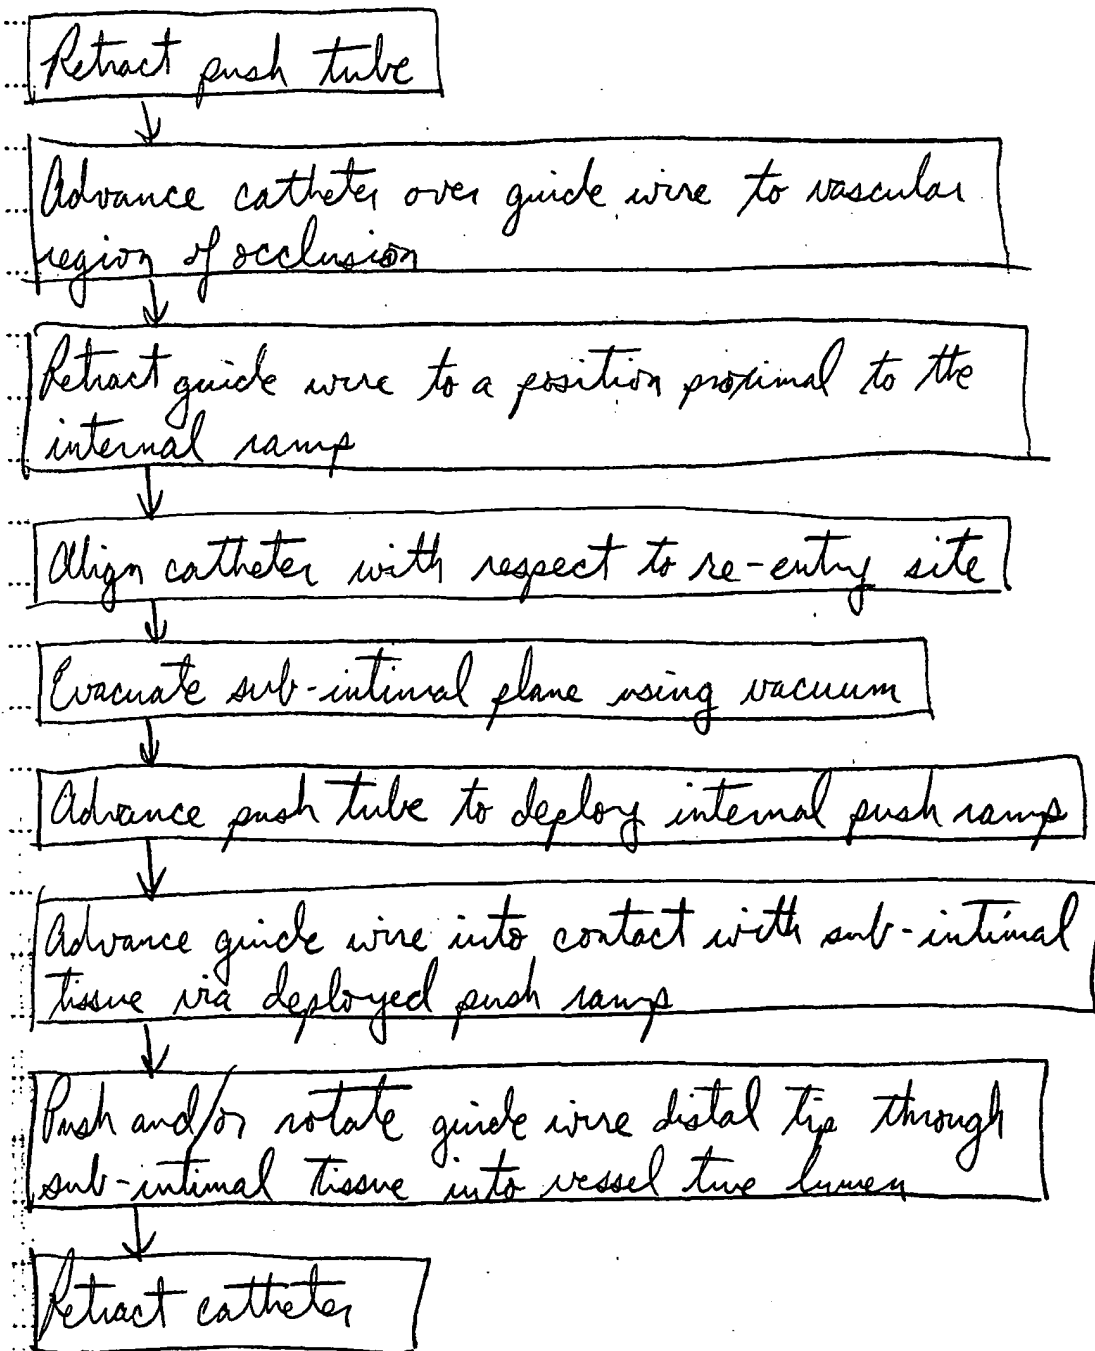 Retract push tube
Advance catheter over guide wire to vascular
region of occlusion
Retract guide wire to a position proximal to the
internal ramp
Align catheter with respect to re-entry site
Evacuate sub-intimal plane using vacuum
Advance push tube to deploy internal push ramp
Advance guide wire into contact with sub-intimal
tissue via deployed push ramp
Push and/or rotate guide wire distal tip through
sub-intimal tissue into vessel true lumen
Retract catheter